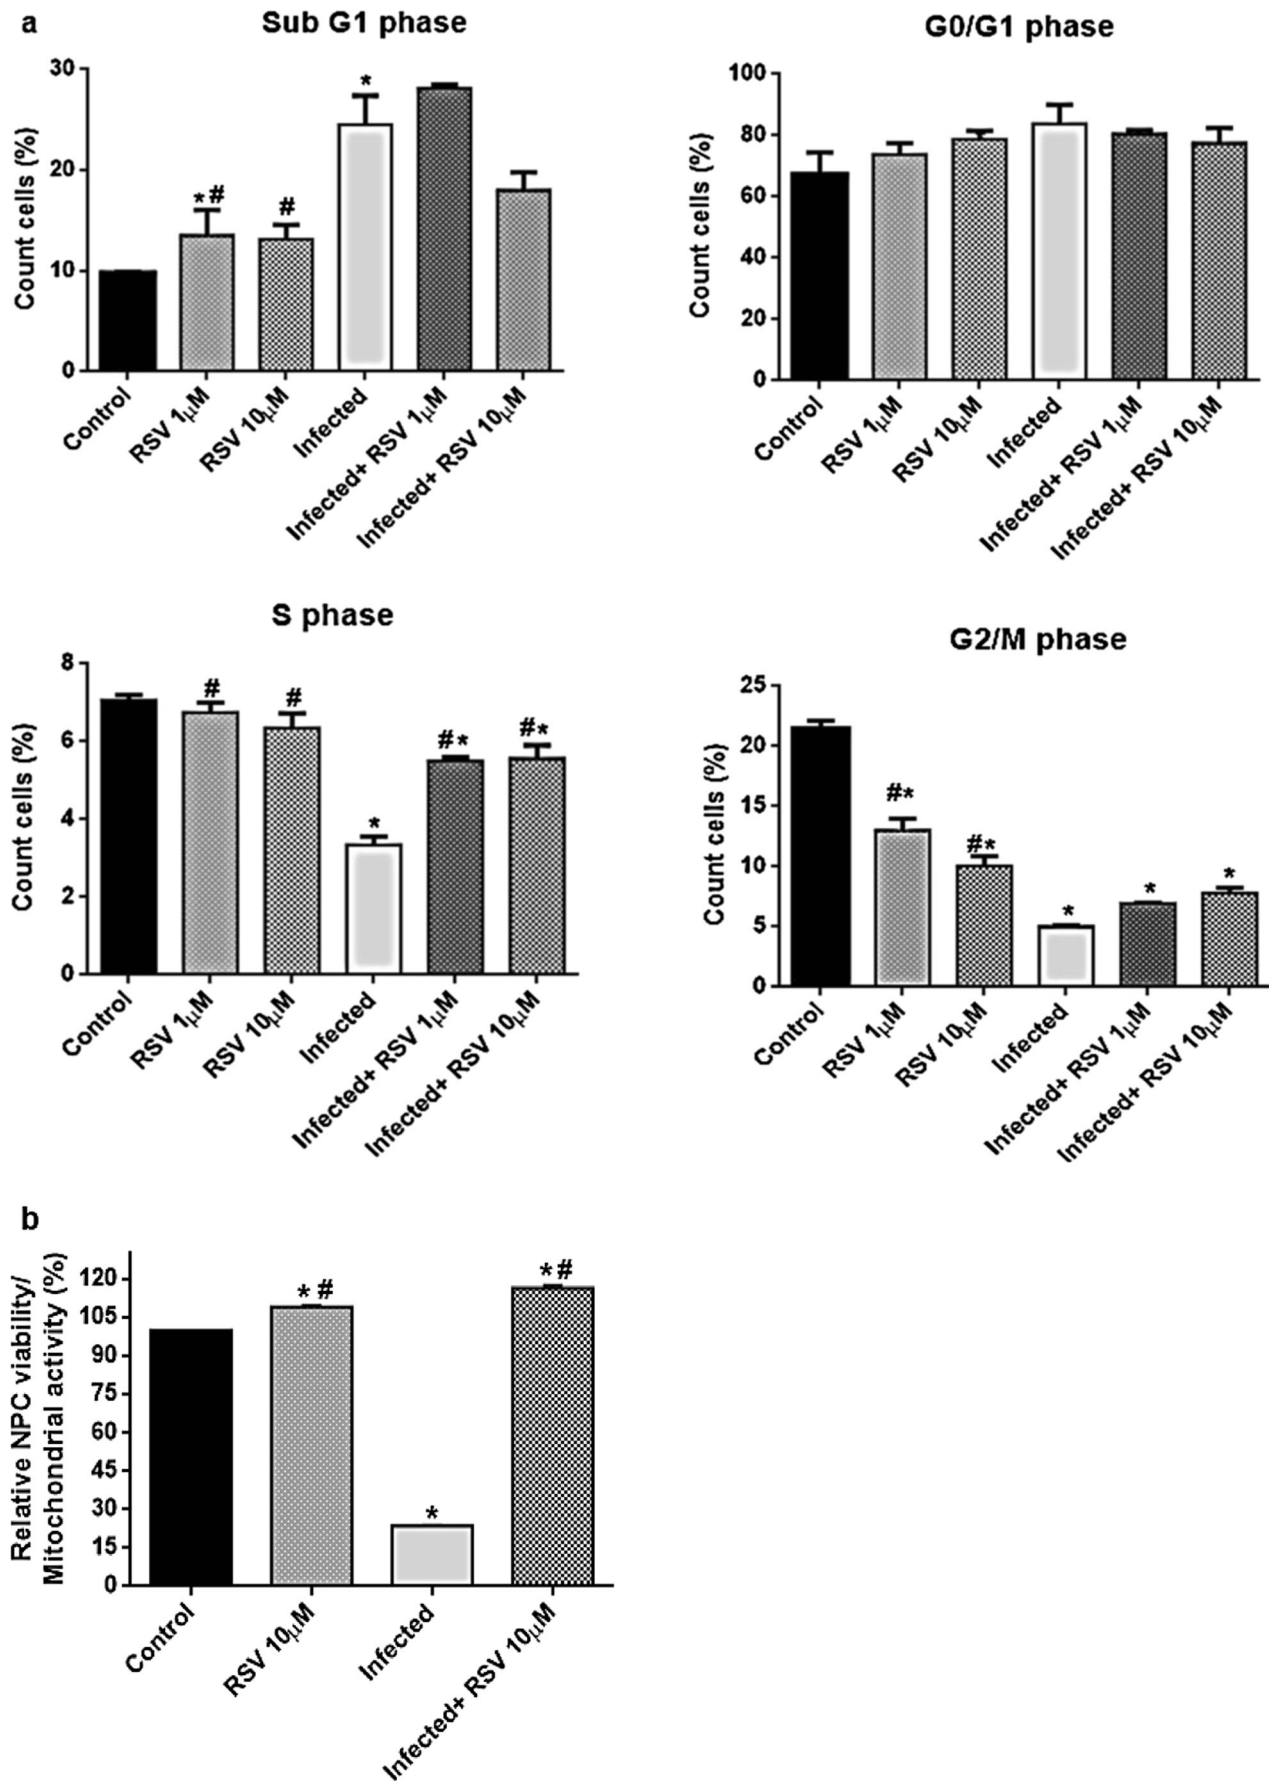 a
Sub G1 phase
Count cells (%)
30
20
10
0
*
* #
#
Control
RSV 1μM
RSV 10μM
Infected
Infected+ RSV 1μM
Infected+ RSV 10μM
G0/G1 phase
Count cells (%)
100
80
60
40
20
0
Control
RSV 1μM
RSV 10μM
Infected
Infected+ RSV 1μM
Infected+ RSV 10μM
S phase
Count cells (%)
8
6
4
2
0
#
#
*
#*
#*
Control
RSV 1μM
RSV 10μM
Infected
Infected+ RSV 1μM
Infected+ RSV 10μM
G2/M phase
Count cells (%)
25
20
15
10
5
0
#*
#*
*
*
*
Control
RSV 1μM
RSV 10μM
Infected
Infected+ RSV 1μM
Infected+ RSV 10μM
b
Relative NPC viability/
Mitochondrial activity (%)
120
105
90
75
60
45
30
15
0
* #
*
* #
Control
RSV 10μM
Infected
Infected+ RSV 10μM